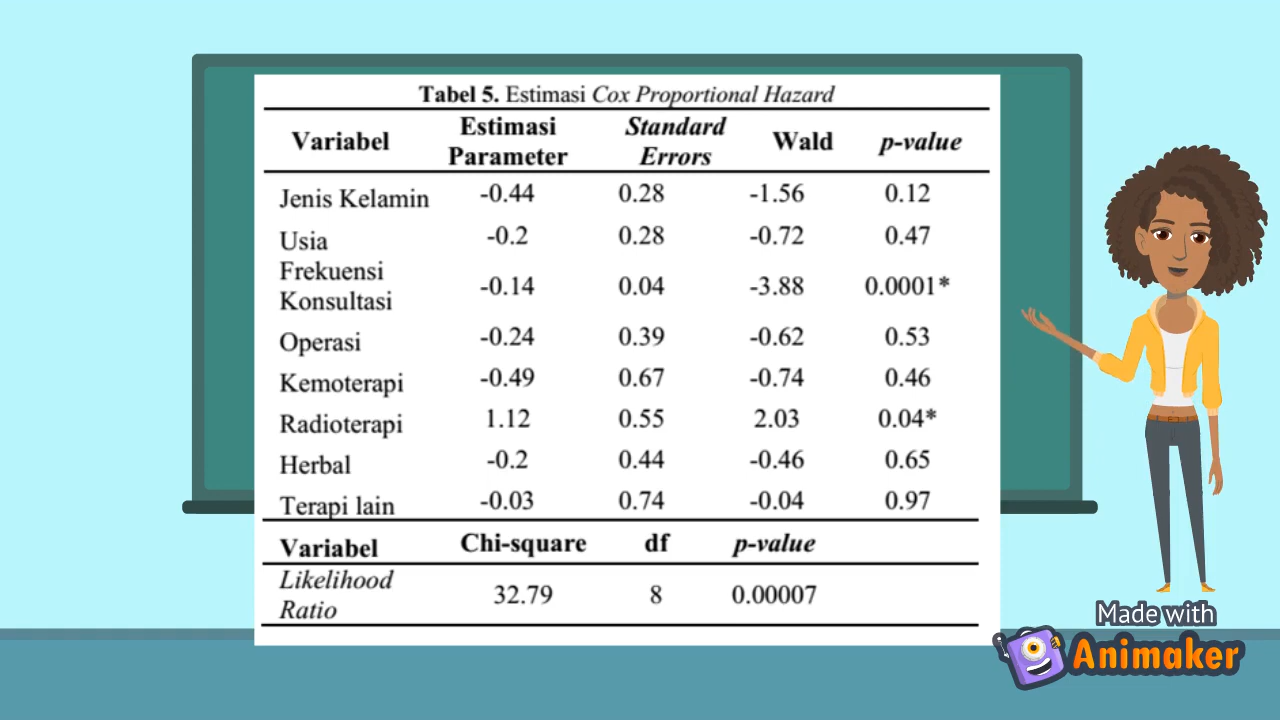 Tabel 5. Estimasi Cox Proportional Hazard
Variabel Estimasi Parameter Standard Errors Wald p-value
Jenis Kelamin -0.44 0.28 -1.56 0.12
Usia -0.2 0.28 -0.72 0.47
Frekuensi Konsultasi -0.14 0.04 -3.88 0.0001*
Operasi -0.24 0.39 -0.62 0.53
Kemoterapi -0.49 0.67 -0.74 0.46
Radioterapi 1.12 0.55 2.03 0.04*
Herbal -0.2 0.44 -0.46 0.65
Terapi lain -0.03 0.74 -0.04 0.97
Variabel Chi-square df p-value
Likelihood Ratio 32.79 8 0.00007
Made with
Animaker